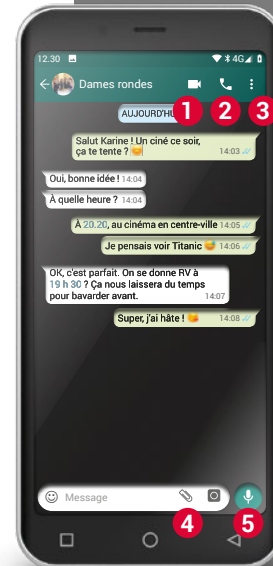 12.30 4G
Dames rondes
1 2 3
AUJOURD'HU
Salut Karine ! Un ciné ce soir,
ça te tente ? 14:03
Oui, bonne idée ! 14:04
À quelle heure ? 14:04
À 20.20, au cinéma en centre-ville 14:05
Je pensais voir Titanic 14:06
OK, c'est parfait. On se donne RV à
19 h 30 ? Ça nous laissera du temps
pour bavarder avant. 14:07
Super, j'ai hâte ! 14:08
Message
4 5